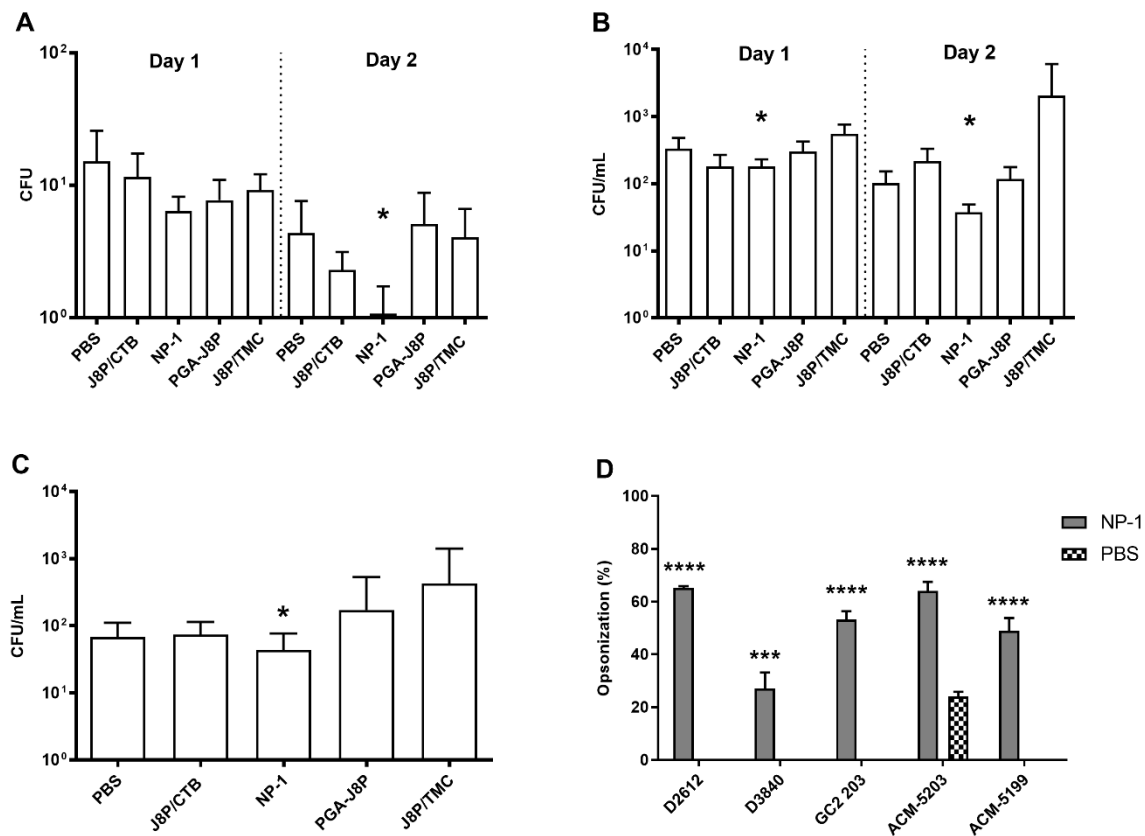 A
Day 1
Day 2
*
CFU
10²
10¹
10⁰
PBS
J8P/CTB
NP-1
PGA-J8P
J8P/TMC
PBS
J8P/CTB
NP-1
PGA-J8P
J8P/TMC
B
Day 1
Day 2
*
*
CFU/mL
10⁴
10³
10²
10¹
10⁰
PBS
J8P/CTB
NP-1
PGA-J8P
J8P/TMC
PBS
J8P/CTB
NP-1
PGA-J8P
J8P/TMC
C
*
CFU/mL
10⁴
10³
10²
10¹
10⁰
PBS
J8P/CTB
NP-1
PGA-J8P
J8P/TMC
D
NP-1
PBS
Opsonization (%)
100
80
60
40
20
0
****
***
****
****
****
D2612
D3840
GC2 203
ACM-5203
ACM-5199